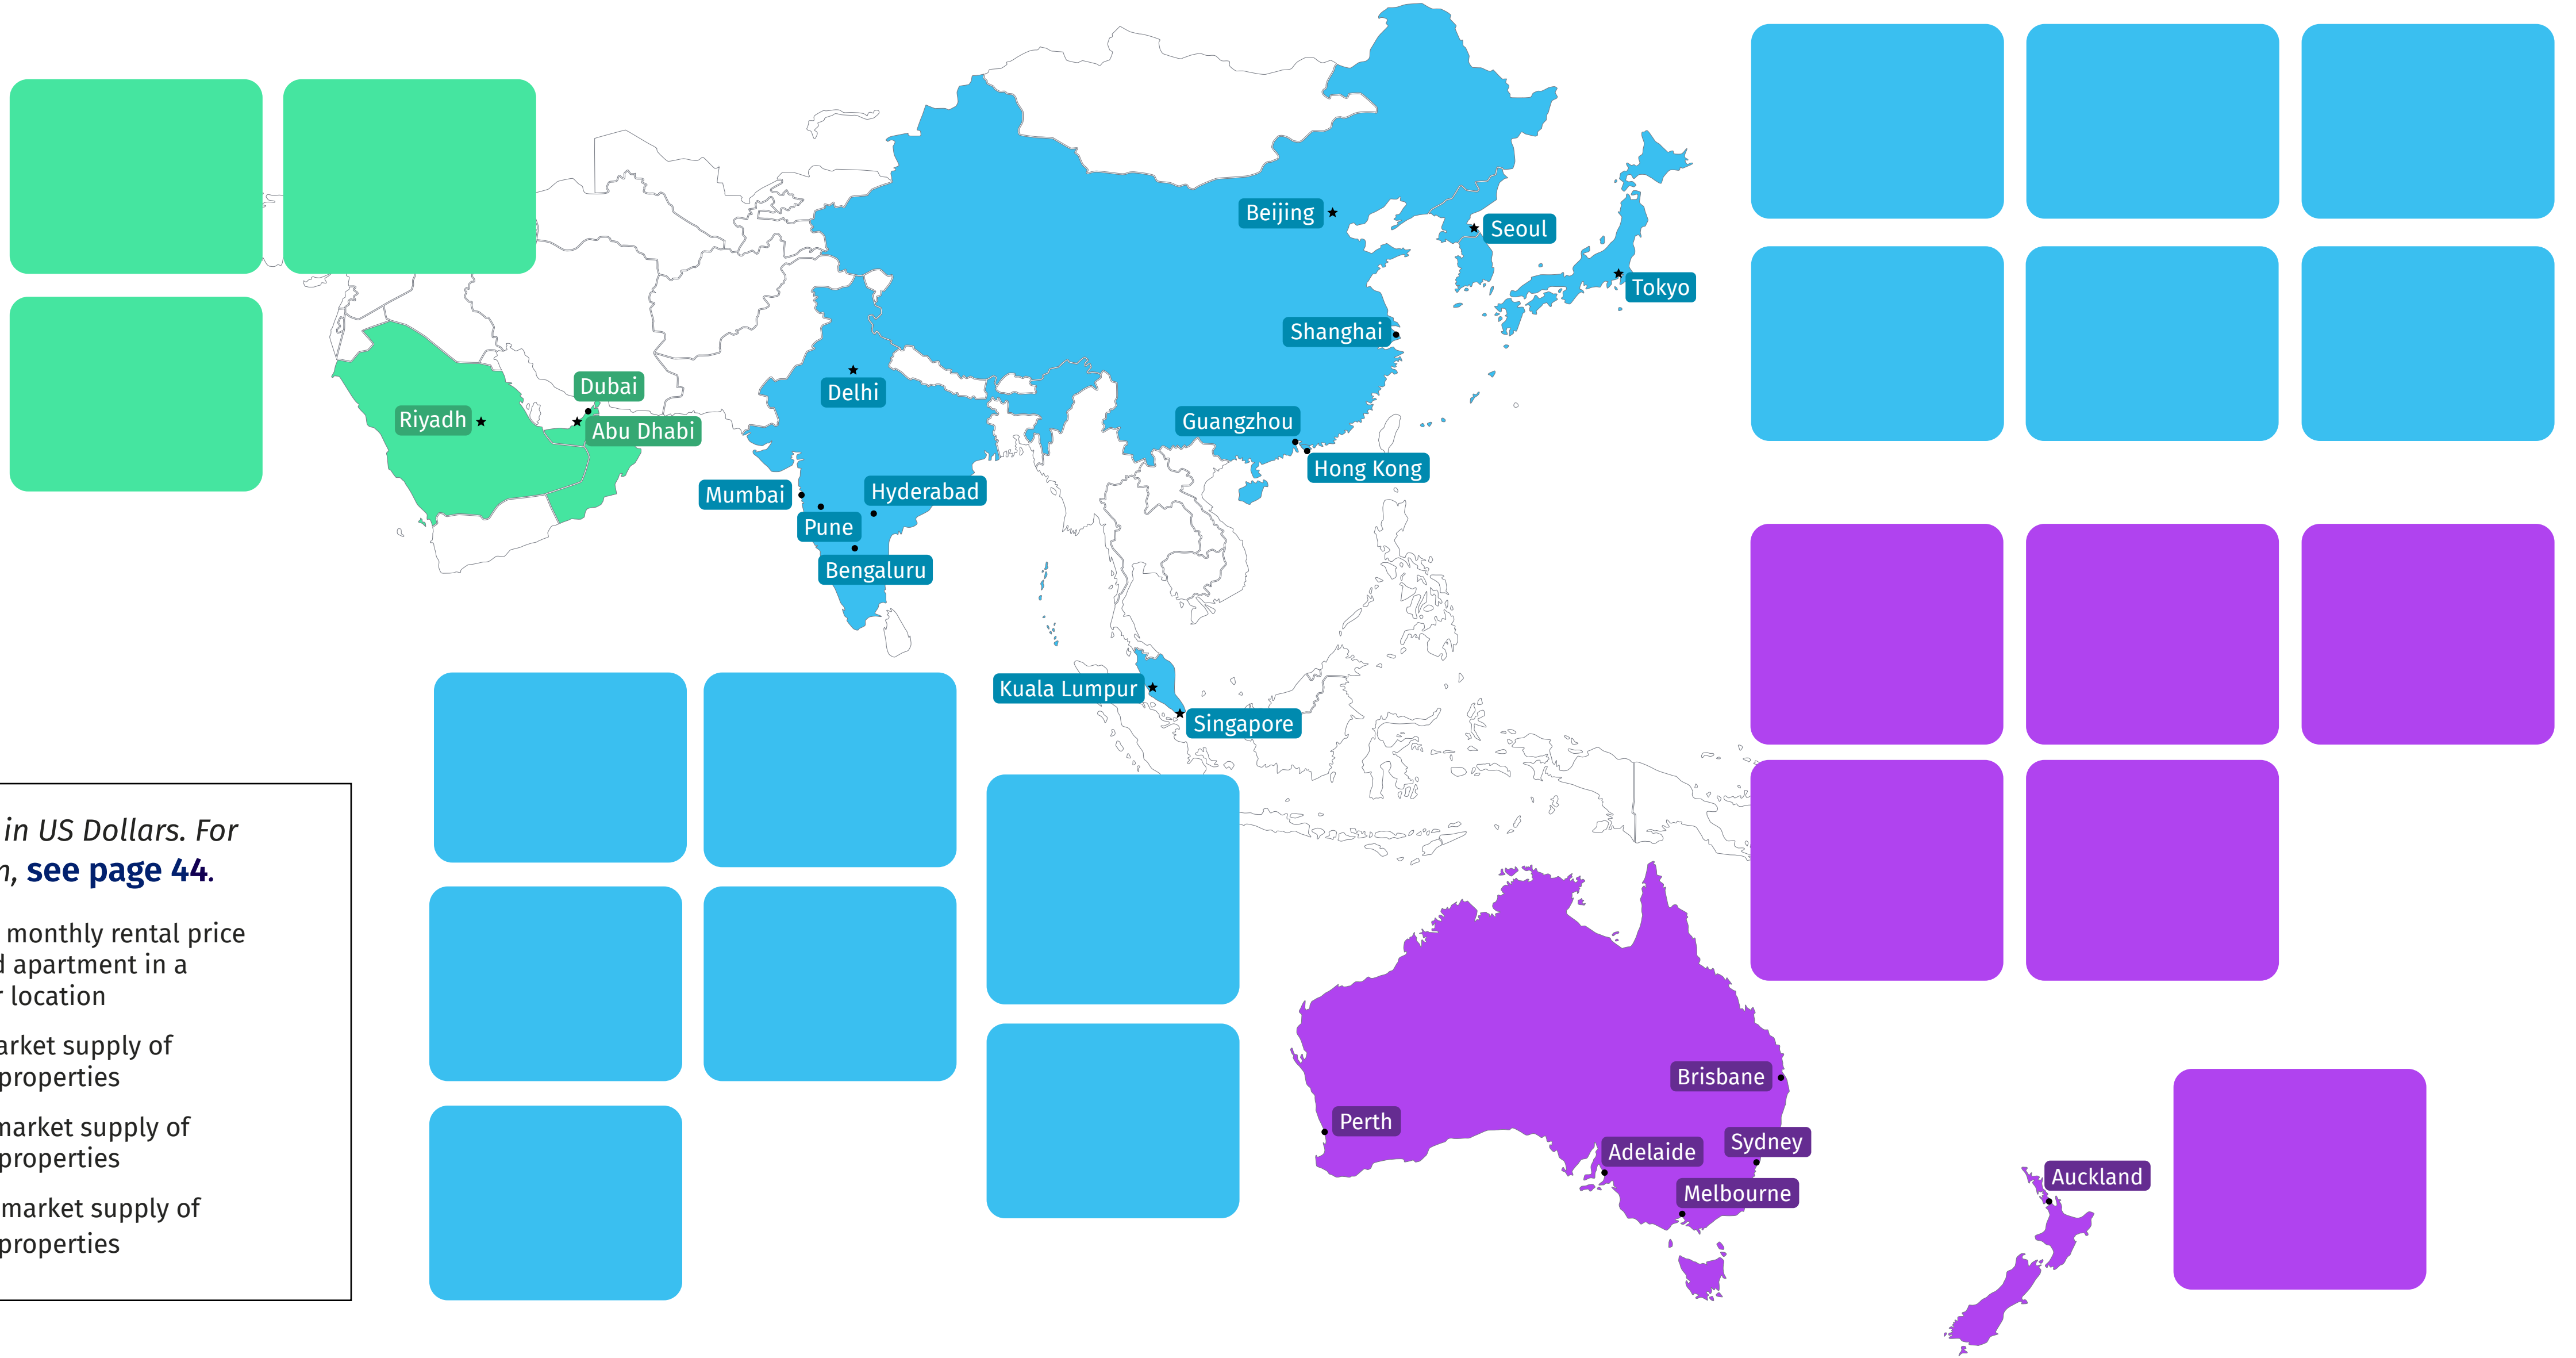 Beijing
Seoul
Tokyo
Shanghai
Delhi
Dubai
Riyadh
Abu Dhabi
Guangzhou
Hong Kong
Mumbai
Hyderabad
Pune
Bengaluru
Kuala Lumpur
Singapore
in US Dollars. For
see page 44.
monthly rental price
apartment in a
location
supply of
properties
market supply of
properties
market supply of
properties
Brisbane
Perth
Sydney
Adelaide
Melbourne
Auckland